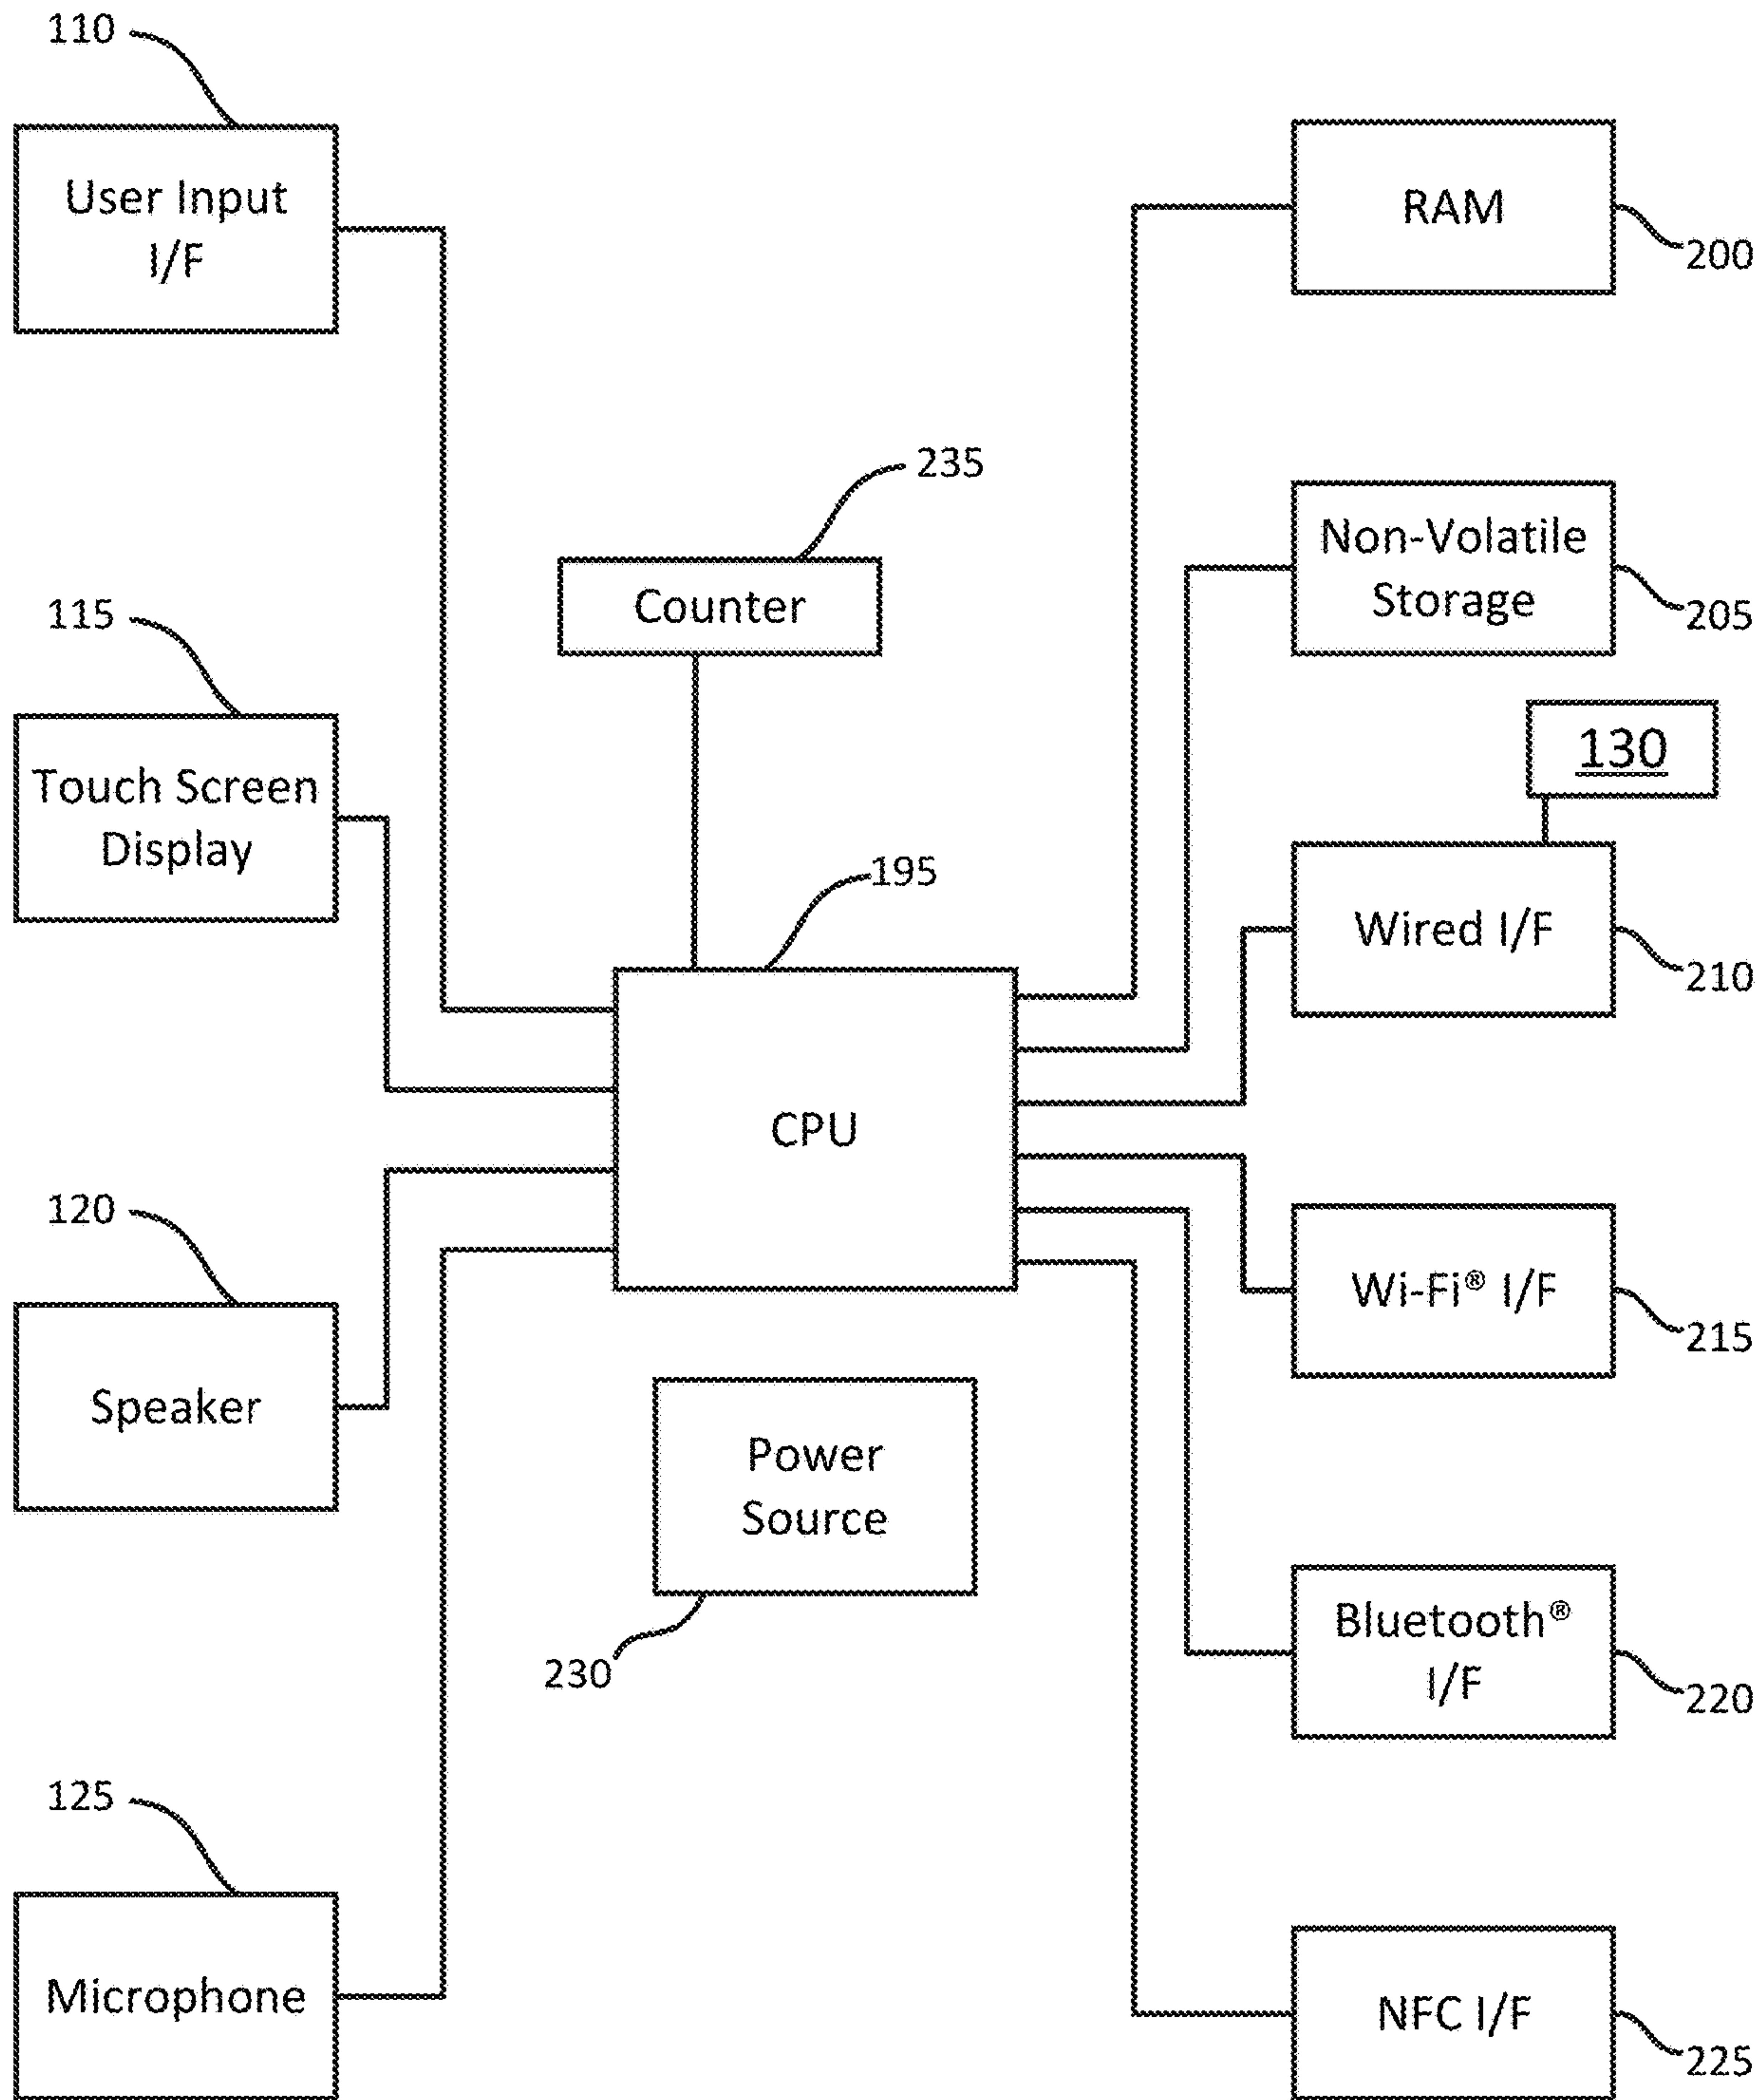 110
User Input
I/F
RAM
200
235
Counter
Non-Volatile
Storage
205
115
Touch Screen
Display
130
195
Wired I/F
210
CPU
120
Speaker
Wi-Fi® I/F
215
Power
Source
230
Bluetooth®
I/F
220
125
Microphone
NFC I/F
225